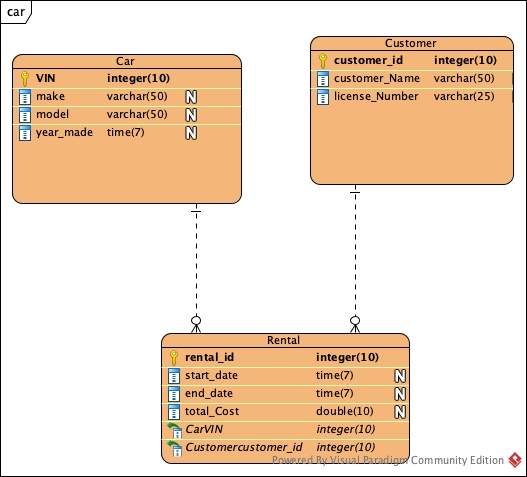 car
Car
VIN integer(10)
make varchar(50) N
model varchar(50) N
year_made time(7) N
Customer
customer_id integer(10)
customer_Name varchar(50)
license_Number varchar(25)
Rental
rental_id integer(10)
start_date time(7) N
end_date time(7) N
total_Cost double(10) N
CarVIN integer(10)
Customercustomer_id integer(10)
Powered By Visual Paradigm Community Edition